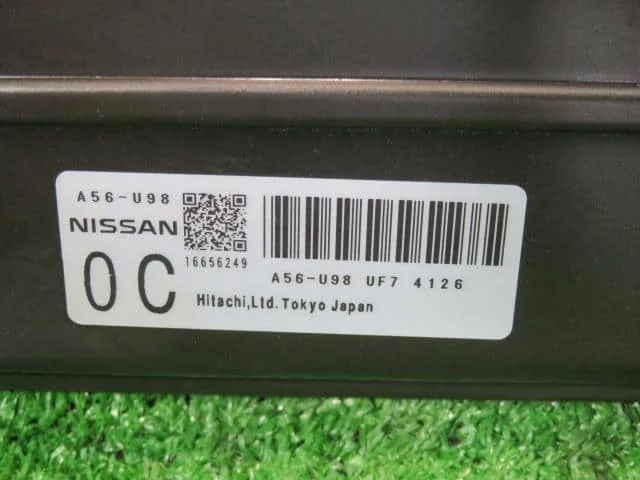 A56-U98
NISSAN
16656249
0C
A56-U98 UF7 4126
Hitachi,Ltd.Tokyo Japan